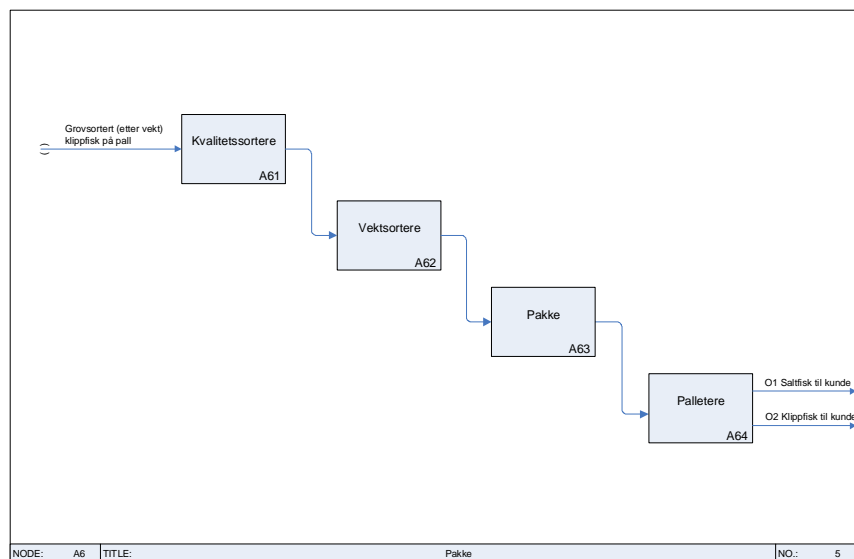 Grovsortert (etter vekt)
klippfisk på pall
Kvalitetssortere
A61
Vektsortere
A62
Pakke
A63
Palletere
A64
O1 Saltfisk til kunde
O2 Klippfisk til kunde
NODE: A6 TITLE: Pakke NO.: 5